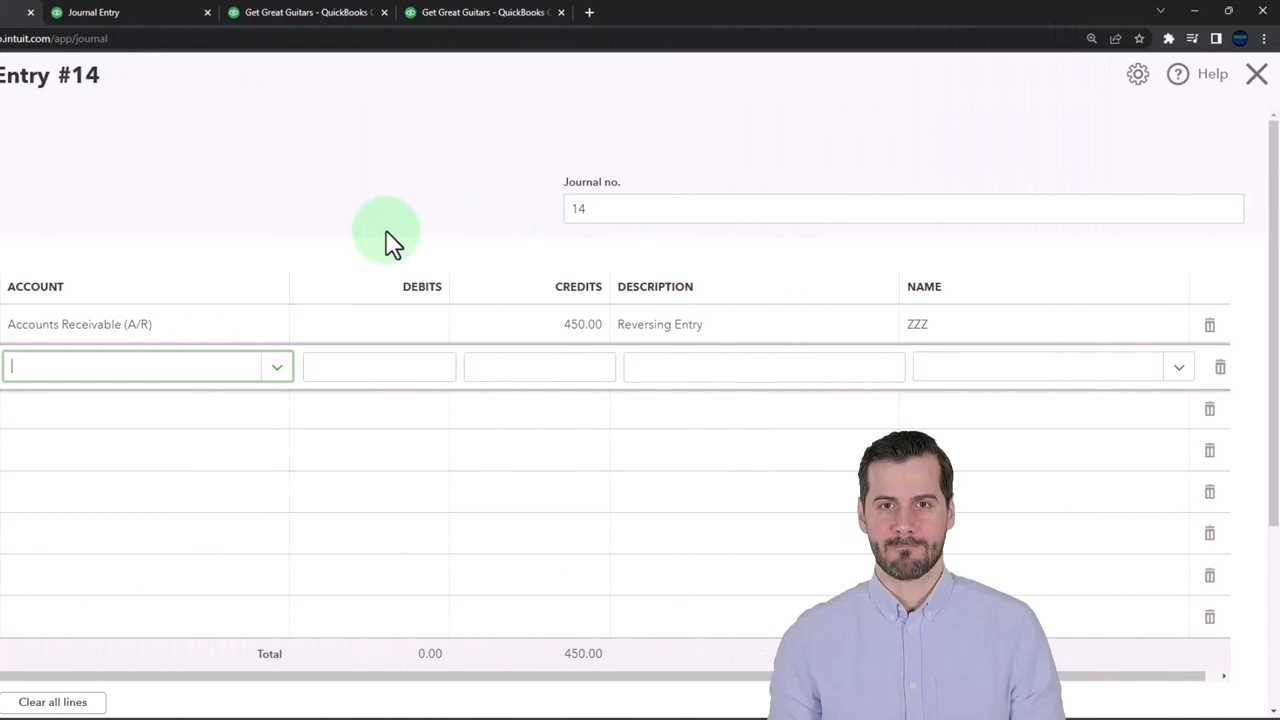 Journal Entry
Get Great Guitars - QuickBooks
Get Great Guitars - QuickBooks
.intuit.com/app/journal
Entry #14
Help
Journal no.
14
ACCOUNT DEBITS CREDITS DESCRIPTION NAME
Accounts Receivable (A/R) 450.00 Reversing Entry ZZZ
Total 0.00 450.00
Clear all lines